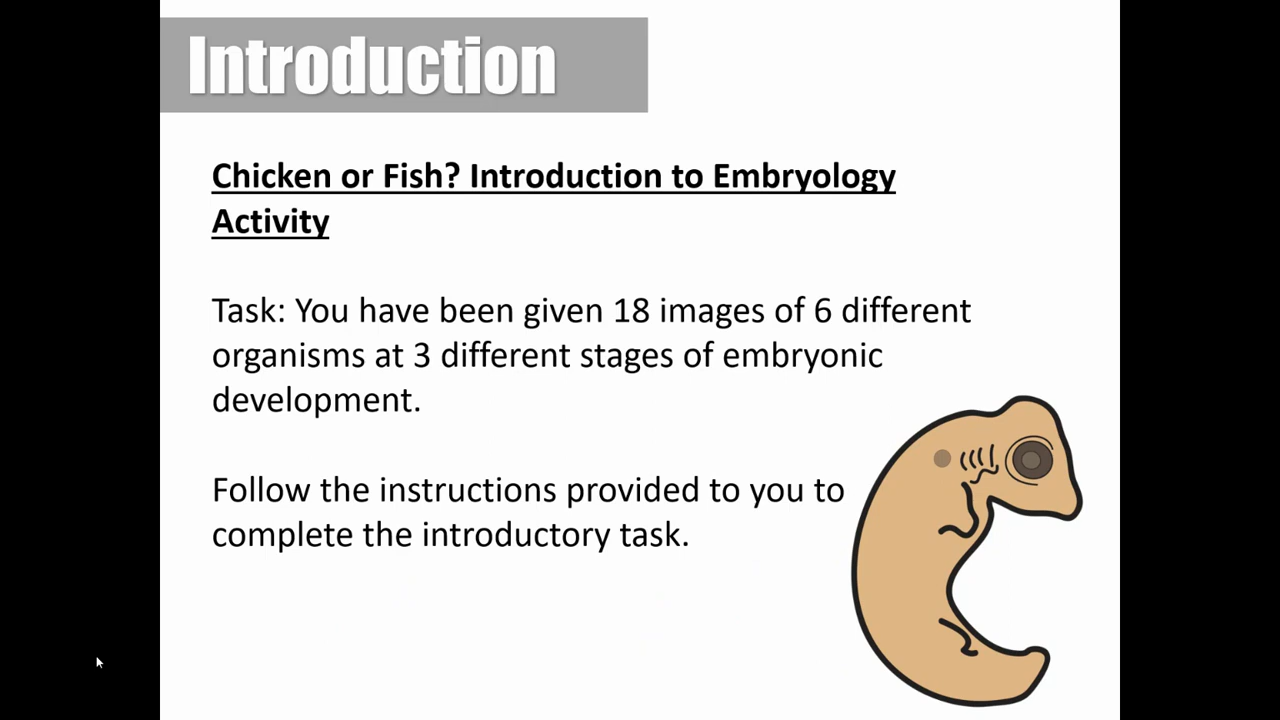 Introduction
Chicken or Fish? Introduction to Embryology
Activity
Task: You have been given 18 images of 6 different
organisms at 3 different stages of embryonic
development.
Follow the instructions provided to you to
complete the introductory task.